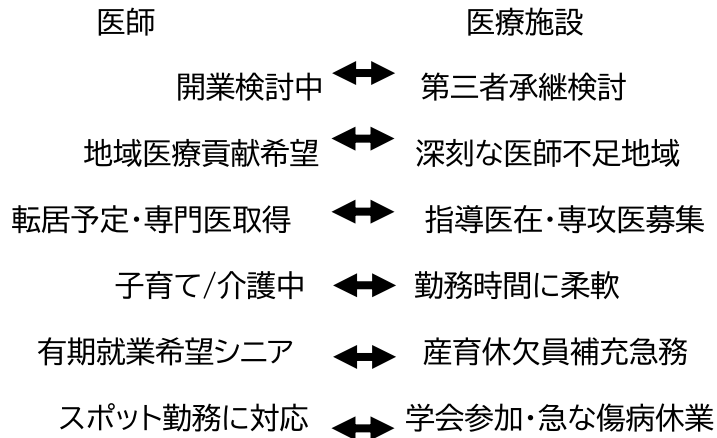 医師 医療施設
開業検討中 第三者承継検討
地域医療貢献希望 深刻な医師不足地域
転居予定・専門医取得 指導医在・専攻医募集
子育て/介護中 勤務時間に柔軟
有期就業希望シニア 産育休欠員補充急務
スポット勤務に対応 学会参加・急な傷病休業